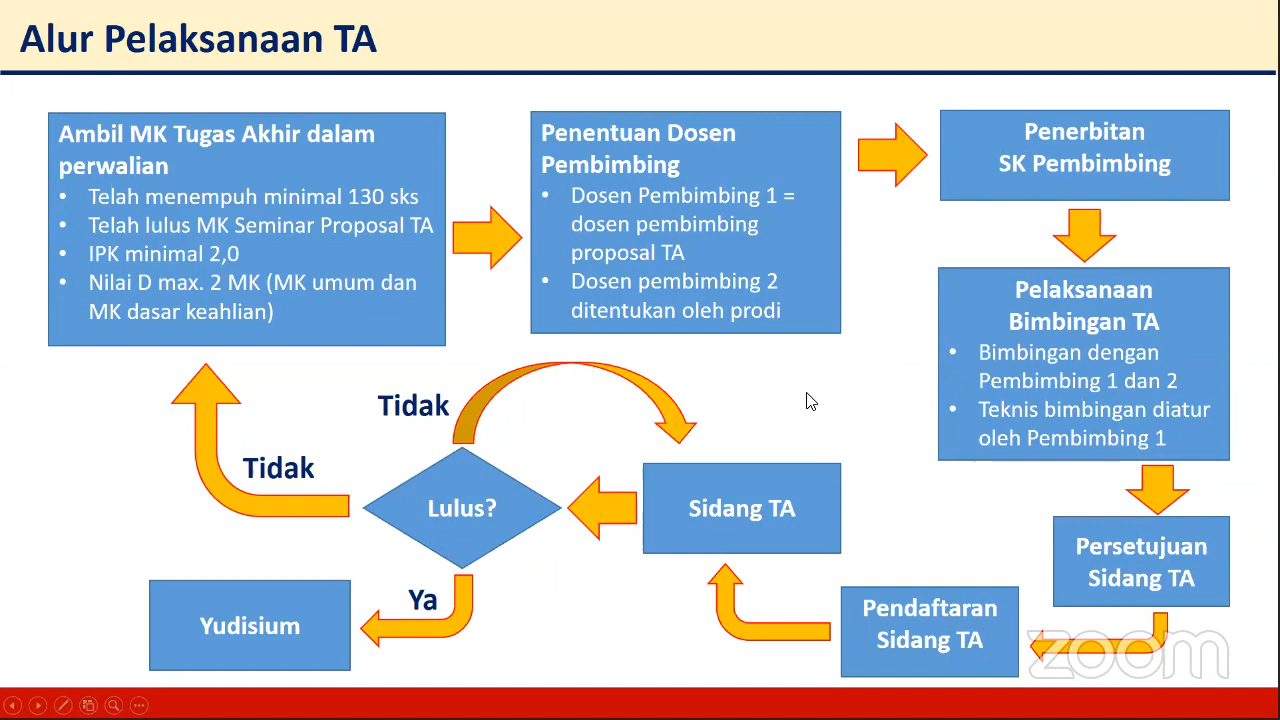 Alur Pelaksanaan TA
Ambil MK Tugas Akhir dalam
perwalian
• Telah menempuh minimal 130 sks
• Telah lulus MK Seminar Proposal TA
• IPK minimal 2,0
• Nilai D max. 2 MK (MK umum dan
MK dasar keahlian)
Penentuan Dosen
Pembimbing
• Dosen Pembimbing 1 =
dosen pembimbing
proposal TA
• Dosen pembimbing 2
ditentukan oleh prodi
Penerbitan
SK Pembimbing
Pelaksanaan
Bimbingan TA
• Bimbingan dengan
Pembimbing 1 dan 2
• Teknis bimbingan diatur
oleh Pembimbing 1
Persetujuan
Sidang TA
Pendaftaran
Sidang TA
Sidang TA
Lulus?
Tidak
Tidak
Ya
Yudisium
zoom